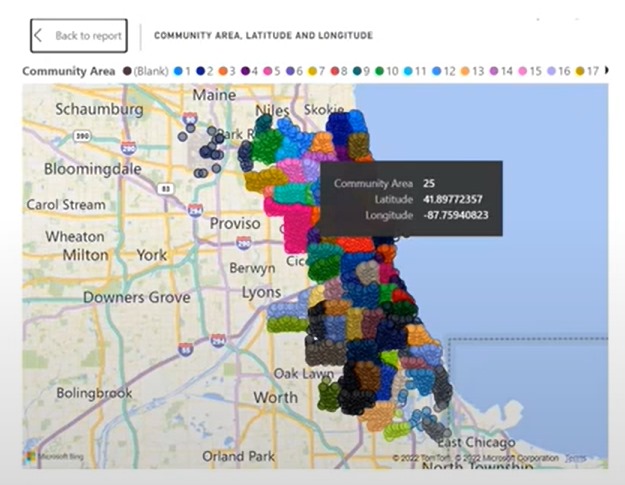 Back to report
COMMUNITY AREA, LATITUDE AND LONGITUDE
Community Area (Blank) 1 2 3 4 5 6 7 8 9 10 11 12 13 14 15 16 17
Maine
Schaumburg
Niles Skokie
90
Park R
390
290
Bloomingdale
83
Community Area 25
Latitude 41.89772357
Longitude -87.75940823
Carol Stream
294
Proviso
Wheaton
290
Milton York
Berwyn Cice
Lyons
Downers Grove
294
55
Oak Lawn
Bolingbrook
Worth
East Chicago
Orland Park
Microsoft Bing
© 2022 TomTom, © 2022 Microsoft Corporation Terms
North Township